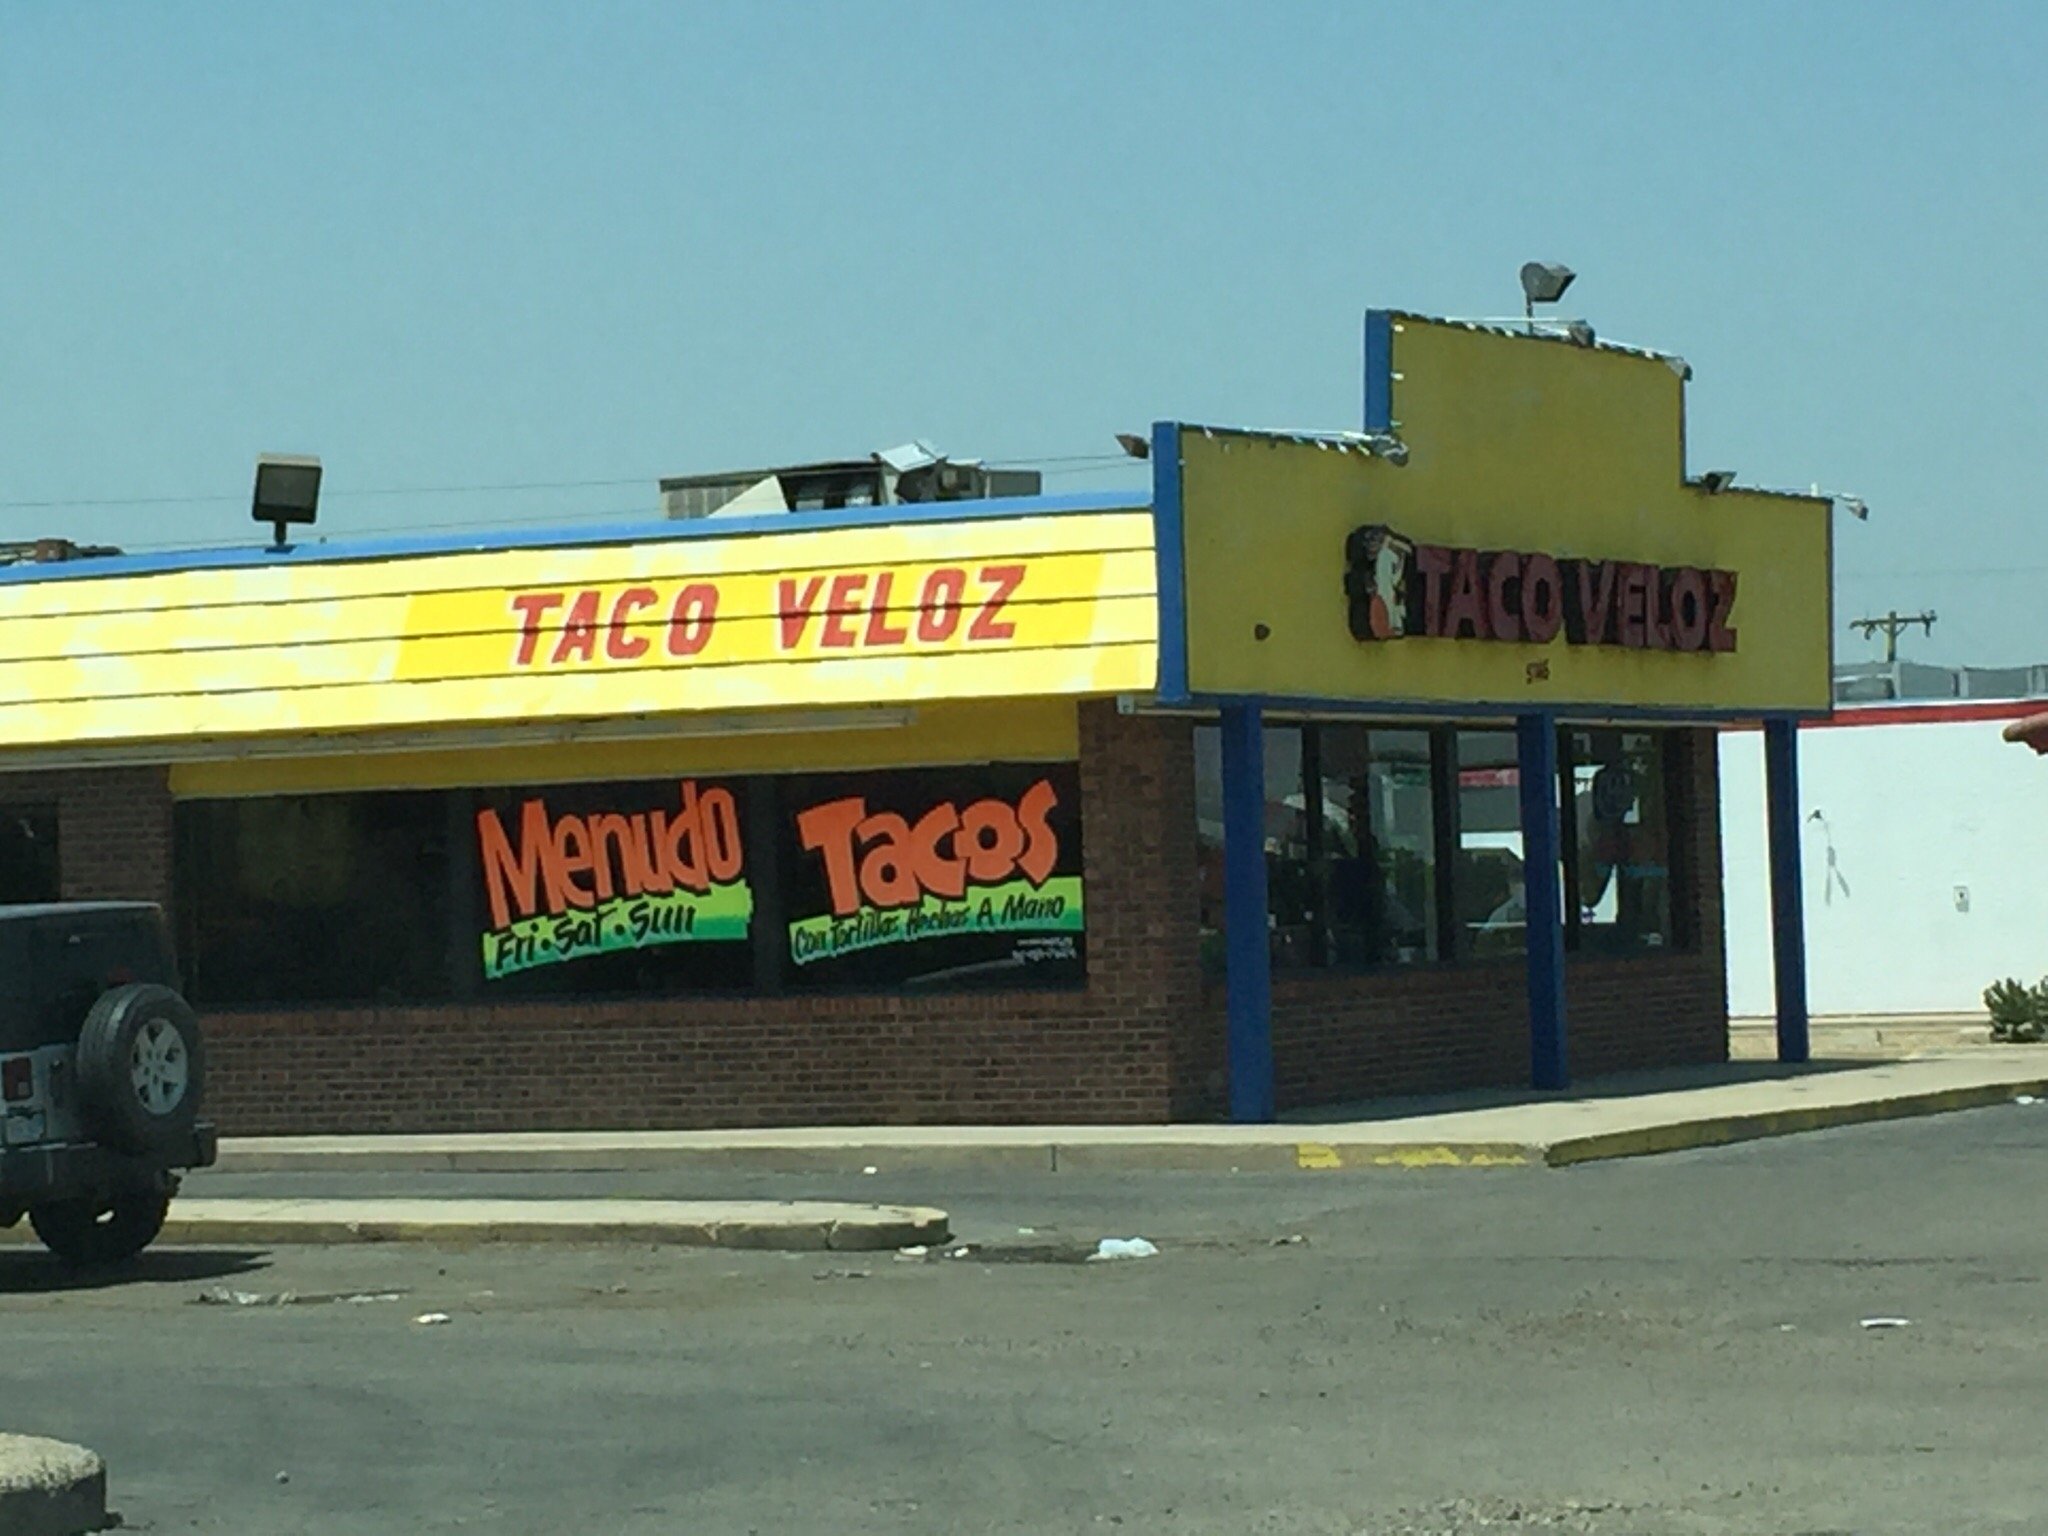 TACO VELOZ
TACO VELOZ
Menudo
Fri • Sat • Sun
Tacos
Con Tortillas Hechas A Mano